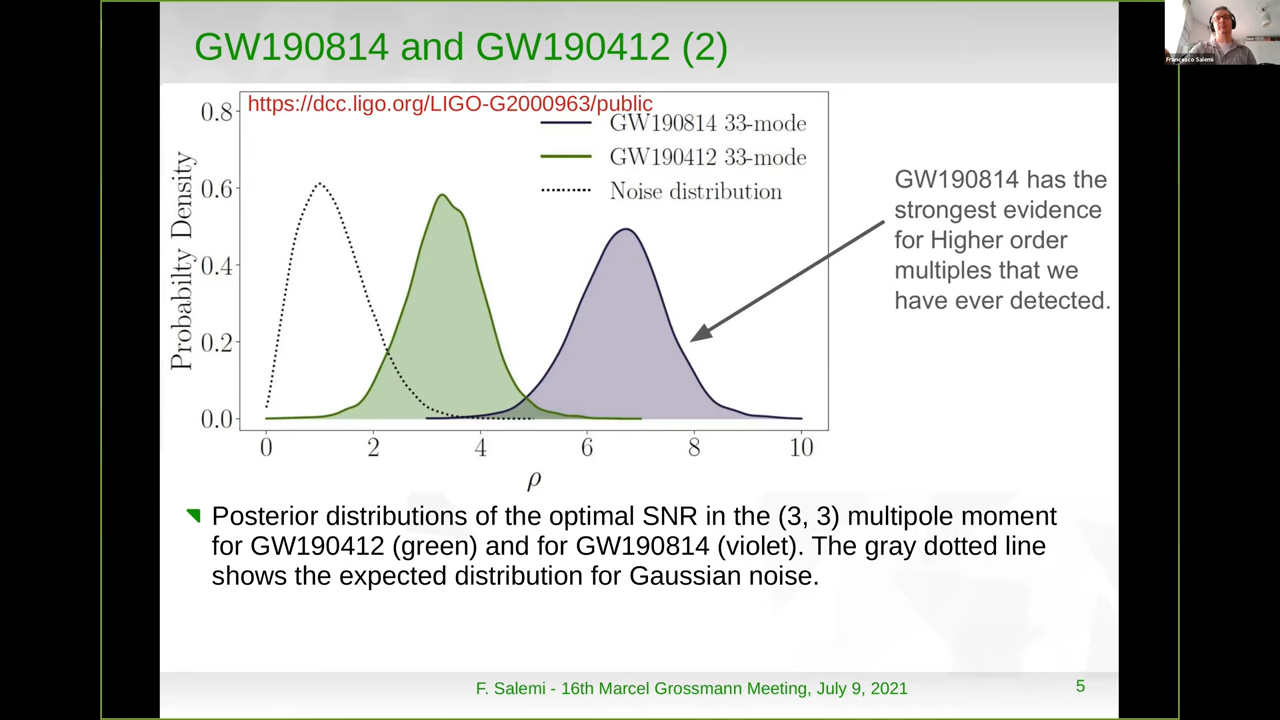 GW190814 and GW190412 (2)
Francesco Salemi
https://dcc.ligo.org/LIGO-G2000963/public
GW190814 33-mode
GW190412 33-mode
Noise distribution
Probabilty Density
0.8
0.6
0.4
0.2
0.0
0 2 4 6 8 10
ρ
GW190814 has the
strongest evidence
for Higher order
multiples that we
have ever detected.
Posterior distributions of the optimal SNR in the (3, 3) multipole moment
for GW190412 (green) and for GW190814 (violet). The gray dotted line
shows the expected distribution for Gaussian noise.
F. Salemi - 16th Marcel Grossmann Meeting, July 9, 2021
5